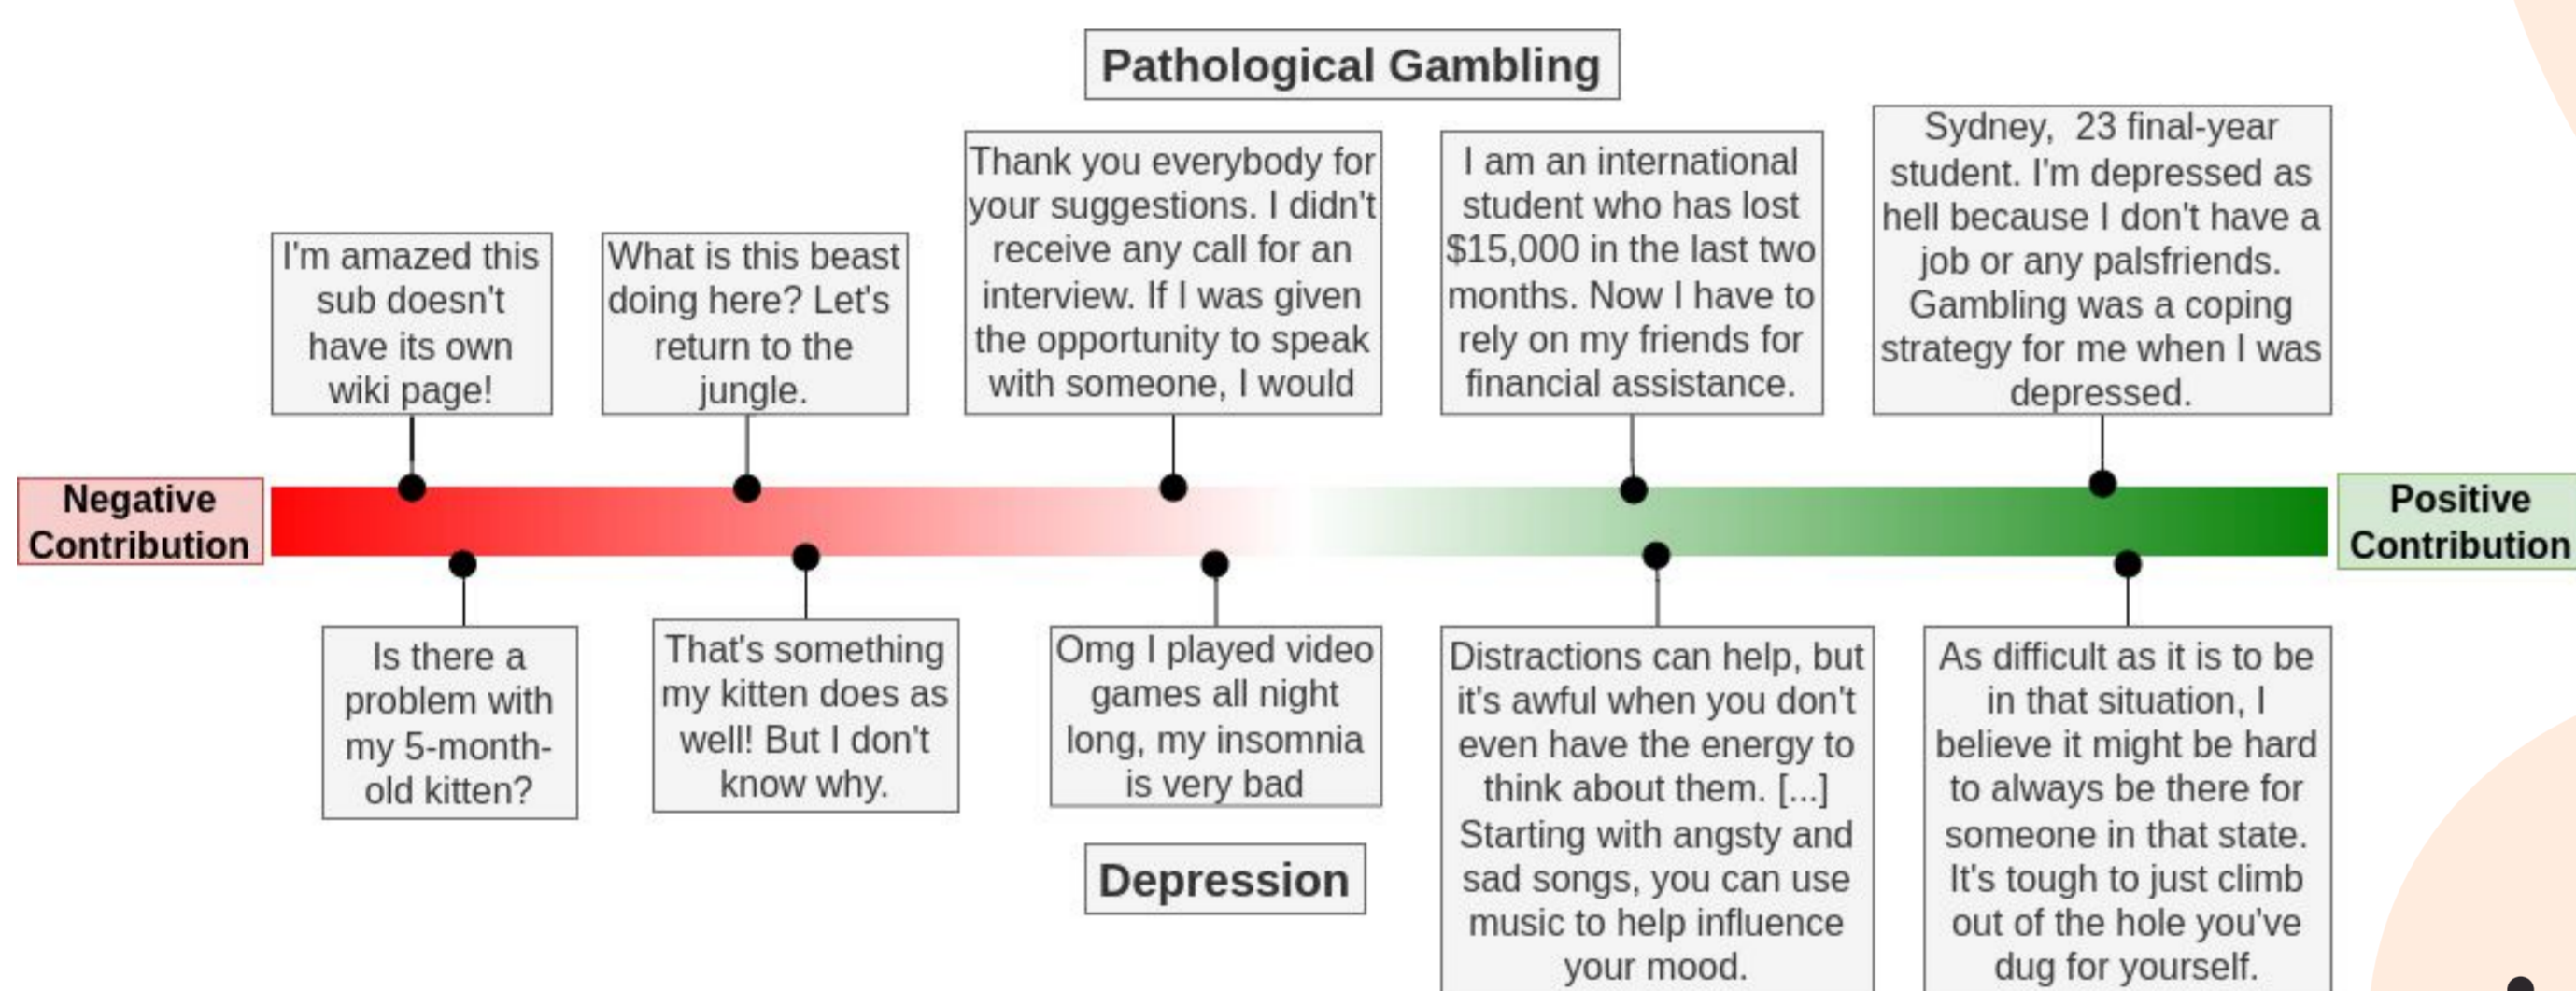 Pathological Gambling
I'm amazed this
sub doesn't
have its own
wiki page!
What is this beast
doing here? Let's
return to the
jungle.
Thank you everybody for
your suggestions. I didn't
receive any call for an
interview. If I was given
the opportunity to speak
with someone, I would
I am an international
student who has lost
$15,000 in the last two
months. Now I have to
rely on my friends for
financial assistance.
Sydney, 23 final-year
student. I'm depressed as
hell because I don't have a
job or any palsfriends.
Gambling was a coping
strategy for me when I was
depressed.
Negative
Contribution
Positive
Contribution
Is there a
problem with
my 5-month-
old kitten?
That's something
my kitten does as
well! But I don't
know why.
Omg I played video
games all night
long, my insomnia
is very bad
Distractions can help, but
it's awful when you don't
even have the energy to
think about them. [...]
Starting with angsty and
sad songs, you can use
music to help influence
your mood.
As difficult as it is to be
in that situation, I
believe it might be hard
to always be there for
someone in that state.
It's tough to just climb
out of the hole you've
dug for yourself.
Depression